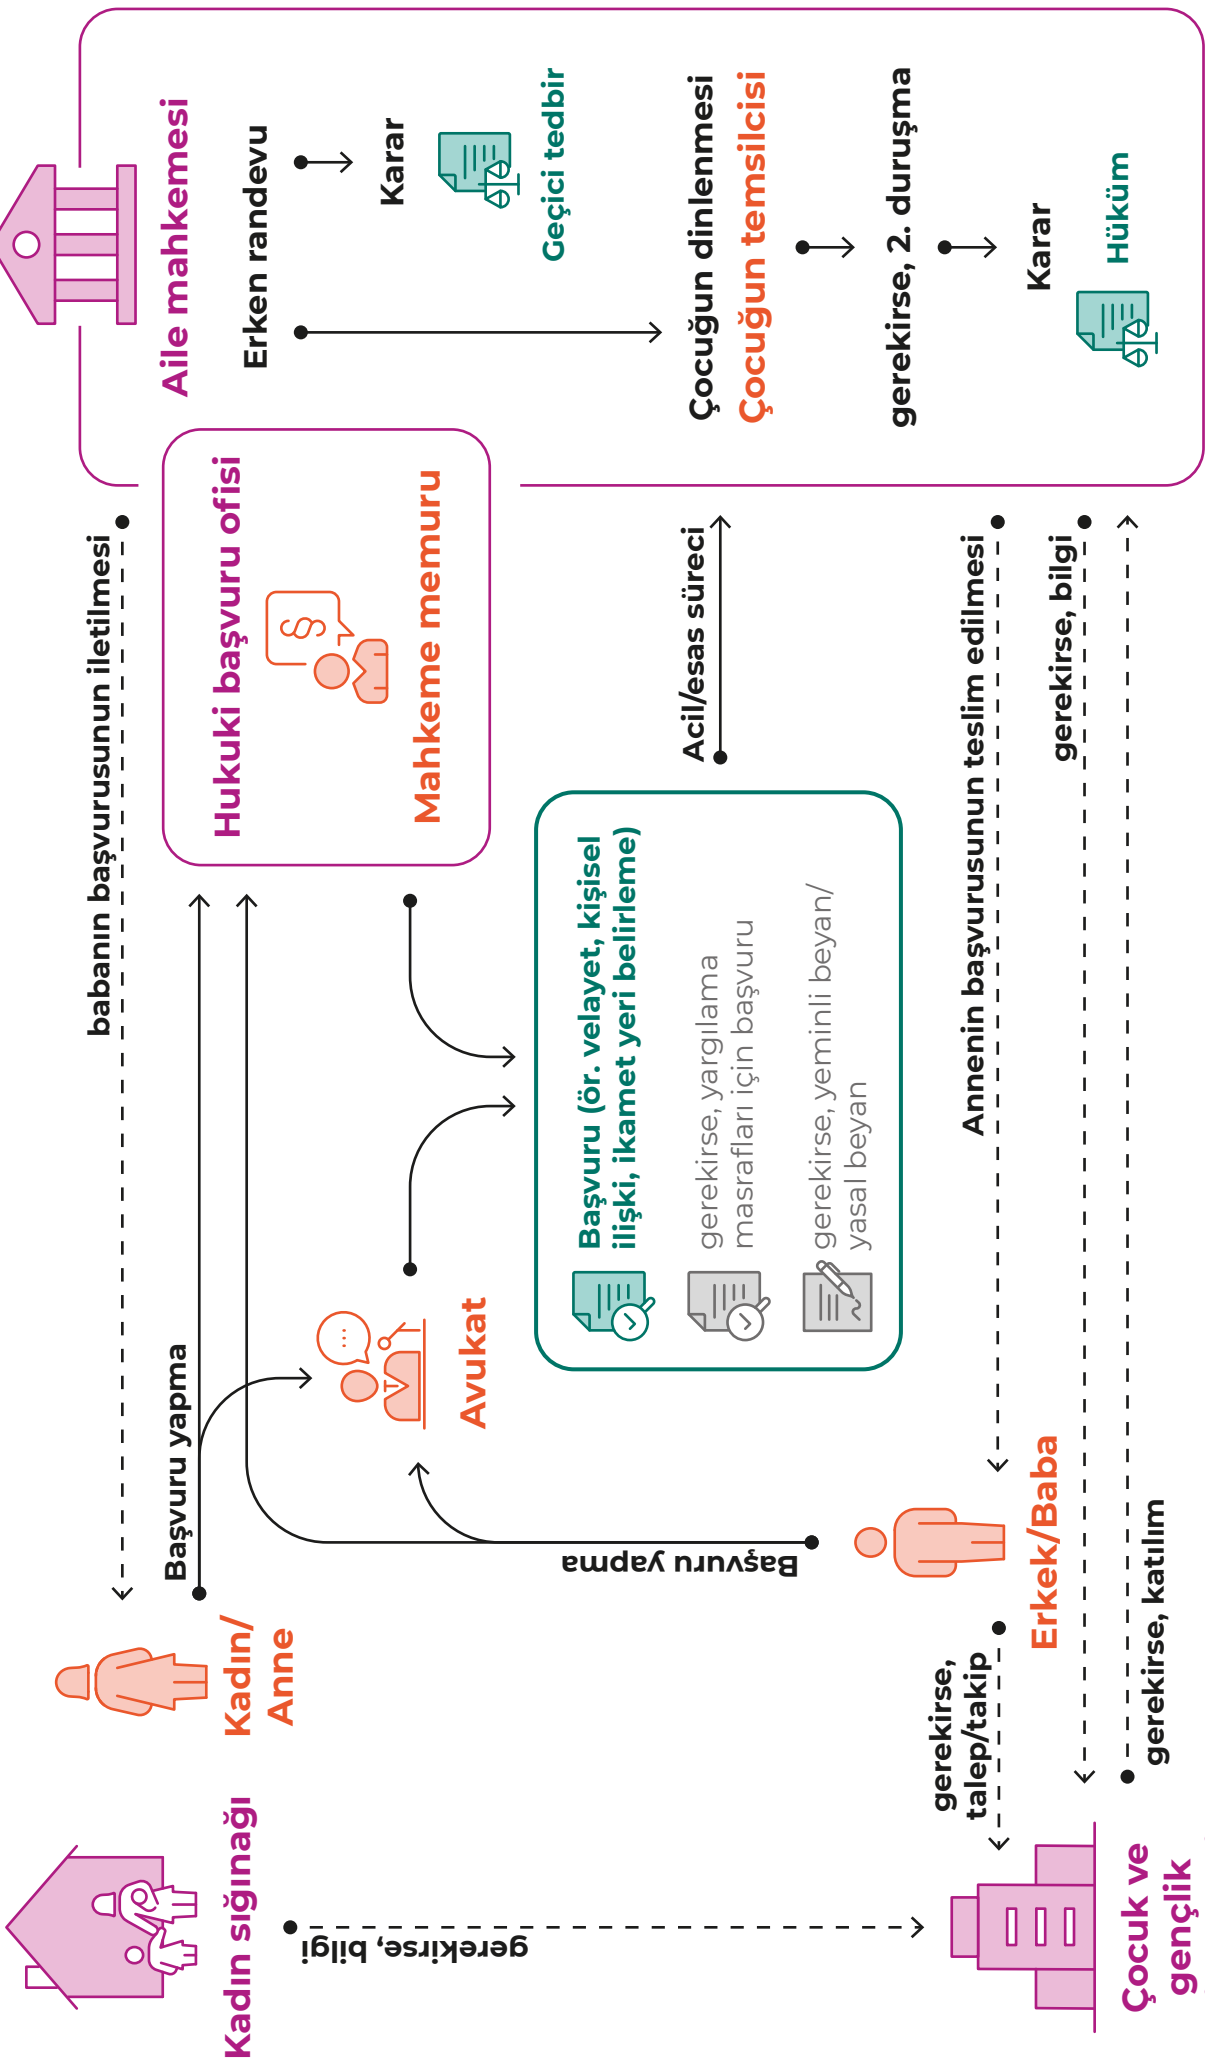 Kadın sığınağı
gerekirse, bilgi
Çocuk ve
gençlik
Kadın/
Anne
babanın başvurusunun iletilmesi
Başvuru yapma
Avukat
Başvuru yapma
Erkek/Baba
gerekirse,
talep/takip
Hukuki başvuru ofisi
Mahkeme memuru
Başvuru (ör. velayet, kişisel
ilişki, ikamet yeri belirleme)
gerekirse, yargılama
masrafları için başvuru
gerekirse, yeminli beyan/
yasal beyan
Acil/esas süreci
Annenin başvurusunun teslim edilmesi
gerekirse, bilgi
gerekirse, katılım
Aile mahkemesi
Erken randevu
Karar
Geçici tedbir
Çocuğun dinlenmesi
Çocuğun temsilcisi
gerekirse, 2. duruşma
Karar
Hüküm
§